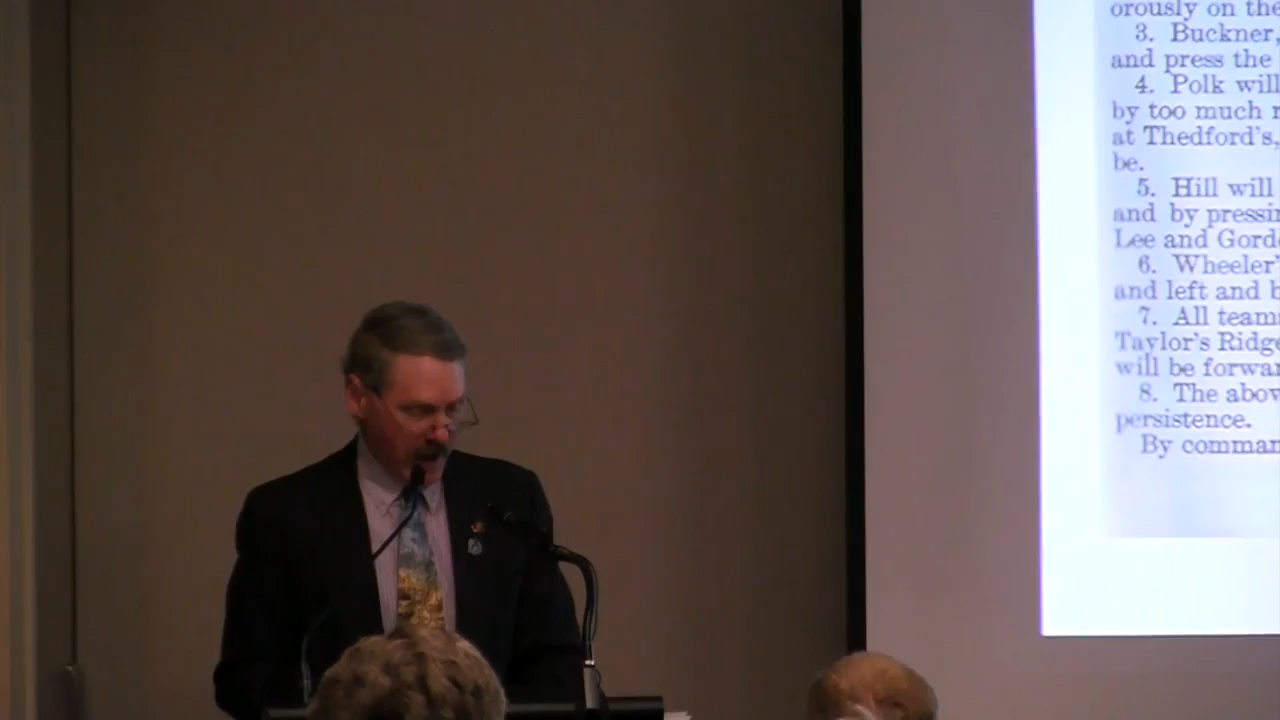 orously on the
3. Buckner,
and press the
4. Polk will
by too much
at Thedford's,
be.
5. Hill will
and by pressin
Lee and Gord
6. Wheeler'
and left and b
7. All team
Taylor's Ridge
will be forwar
8. The abov
persistence.
By comman